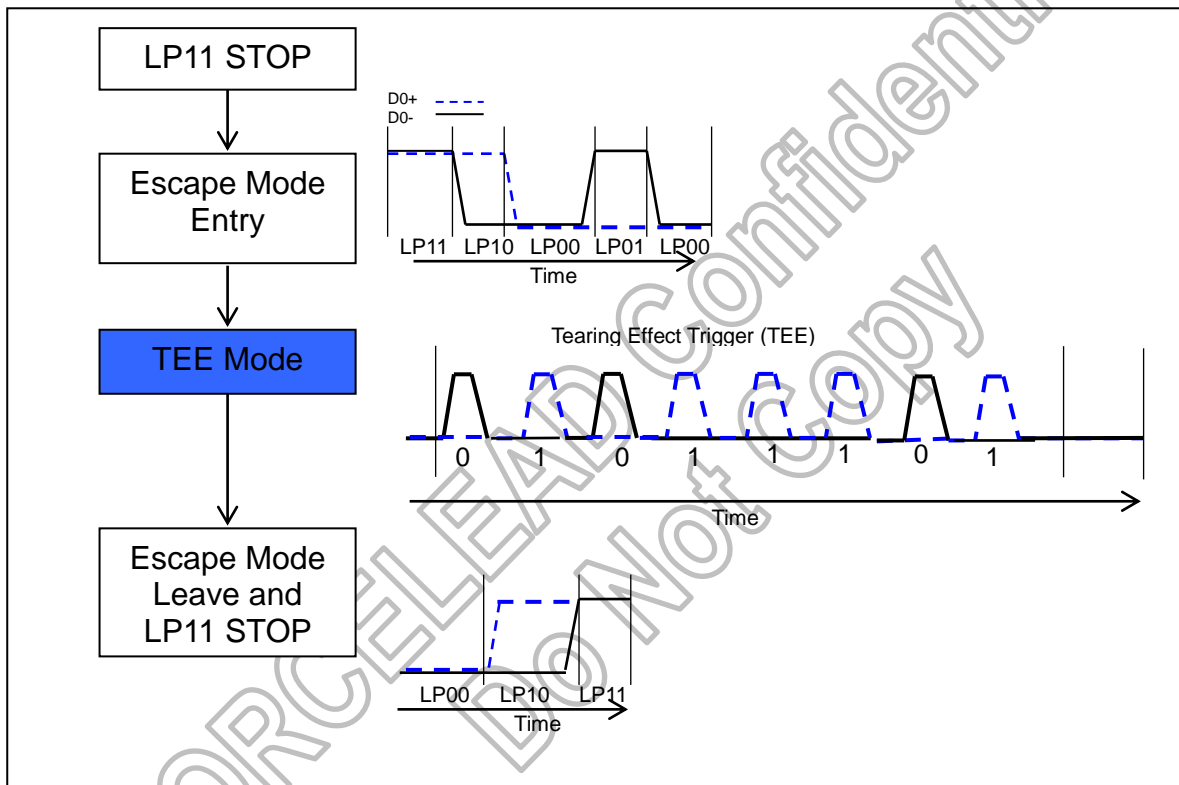 LP11 STOP
D0+
D0-
Escape Mode
Entry
LP11 LP10 LP00 LP01 LP00
Time
TEE Mode
Tearing Effect Trigger (TEE)
0 1 0 1 1 1 0 1
Time
Escape Mode
Leave and
LP11 STOP
LP00 LP10 LP11
Time
ORCELEAD Confidenti
Do Not Copy